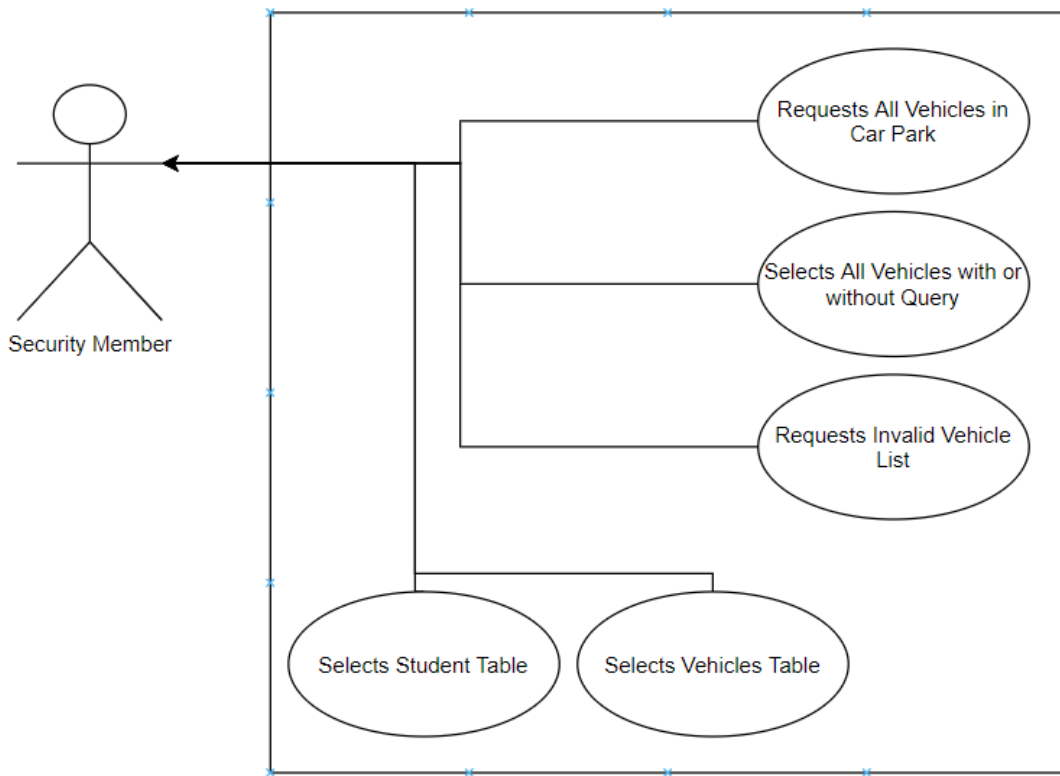 Requests All Vehicles in
Car Park
Selects All Vehicles with or
without Query
Security Member
Requests Invalid Vehicle
List
Selects Student Table
Selects Vehicles Table